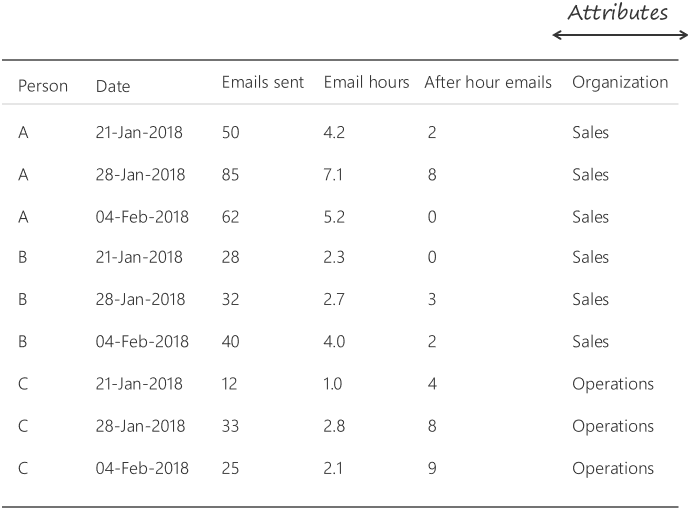 Attributes
Person Date Emails sent Email hours After hour emails Organization
A 21-Jan-2018 50 4.2 2 Sales
A 28-Jan-2018 85 7.1 8 Sales
A 04-Feb-2018 62 5.2 0 Sales
B 21-Jan-2018 28 2.3 0 Sales
B 28-Jan-2018 32 2.7 3 Sales
B 04-Feb-2018 40 4.0 2 Sales
C 21-Jan-2018 12 1.0 4 Operations
C 28-Jan-2018 33 2.8 8 Operations
C 04-Feb-2018 25 2.1 9 Operations